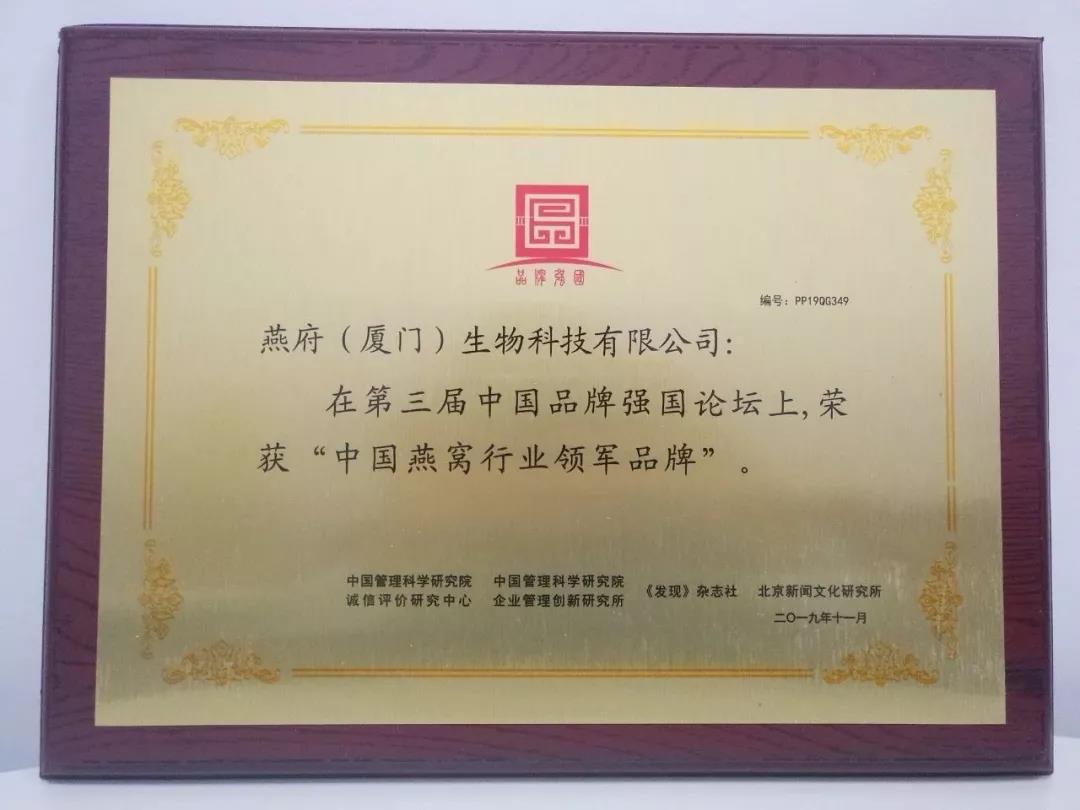 品牌强國
编号：PP19QG349
燕府（厦门）生物科技有限公司：
在第三届中国品牌强国论坛上，荣
获“中国燕窝行业领军品牌”。
中国管理科学研究院 中国管理科学研究院 《发现》杂志社 北京新闻文化研究所
诚信评价研究中心 企业管理创新研究所
二〇一九年十一月